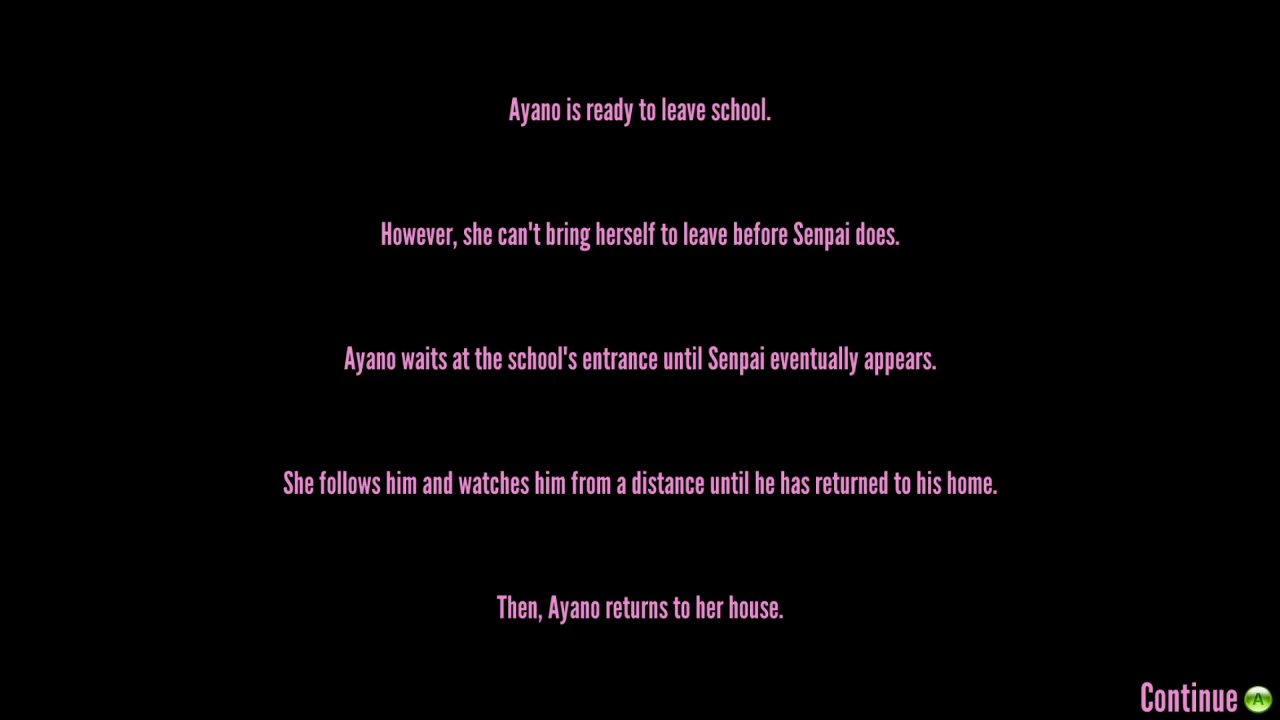 Ayano is ready to leave school.
However, she can't bring herself to leave before Senpai does.
Ayano waits at the school's entrance until Senpai eventually appears.
She follows him and watches him from a distance until he has returned to his home.
Then, Ayano returns to her house.
Continue A